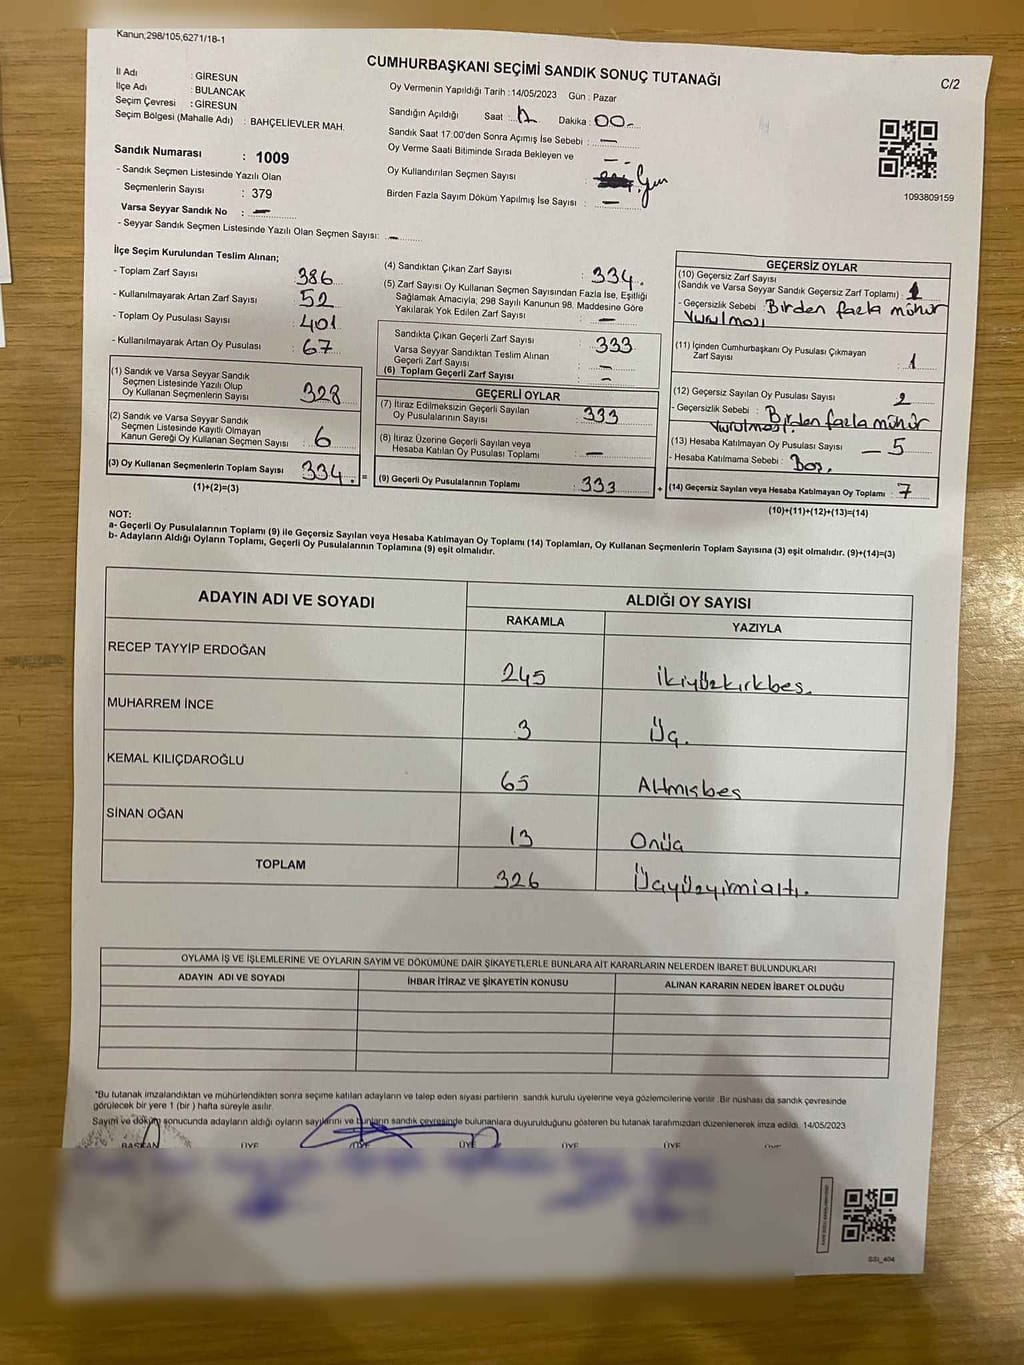 Kanun;298/105,6271/18-1
CUMHURBAŞKANI SEÇİMİ SANDIK SONUÇ TUTANAĞI
C/2
İl Adı : GİRESUN
İlçe Adı : BULANCAK
Seçim Çevresi : GİRESUN
Seçim Bölgesi (Mahalle Adı) : BAHÇELİEVLER MAH.
Oy Vermenin Yapıldığı Tarih :14/05/2023 Gün : Pazar
Sandığın Açıldığı Saat : Dakika : 00-
Sandık Saat 17:00'den Sonra Açımış İse Sebebi : —
Oy Verme Saati Bitiminde Sırada Bekleyen ve
Oy Kullandırılan Seçmen Sayısı :
Birden Fazla Sayım Döküm Yapılmış İse Sayısı : —
1093809159
Sandık Numarası : 1009
- Sandık Seçmen Listesinde Yazılı Olan
Seçmenlerin Sayısı : 379
Varsa Seyyar Sandık No : —
- Seyyar Sandık Seçmen Listesinde Yazılı Olan Seçmen Sayısı: —
İlçe Seçim Kurulundan Teslim Alınan;
- Toplam Zarf Sayısı : 386
- Kullanılmayarak Artan Zarf Sayısı : 52
- Toplom Oy Pusulası Sayısı : 401
- Kullanılmayarak Artan Oy Pusulası : 67
(1) Sandık ve Varsa Seyyar Sandık
Seçmen Listesinde Yazılı Olup
Oy Kullanan Seçmenlerin Sayısı : 328
(2) Sandık ve Varsa Seyyar Sandık
Seçmen Listesinde Kayıtlı Olmayan
Kanun Gereği Oy Kullanan Seçmen Sayısı : 6
(3) Oy Kullanan Seçmenlerin Toplam Sayısı : 334. =
(1)+(2)=(3)
(4) Sandıktan Çıkan Zarf Sayısı : 334.
(5) Zarf Sayısı Oy Kullanan Seçmen Sayısından Fazla İse, Eşitliği
Sağlamak Amacıyla, 298 Sayılı Kanunun 98. Maddesine Göre
Yakılarak Yok Edilen Zarf Sayısı : —
Sandıkta Çıkan Geçerli Zarf Sayısı : 333
Varsa Seyyar Sandıktan Teslim Alınan
Geçerli Zarf Sayısı : —
(6) Toplam Geçerli Zarf Sayısı : —
GEÇERLİ OYLAR
(7) İtiraz Edilmeksizin Geçerli Sayılan
Oy Pusulalarının Sayısı : 333
(8) İtiraz Üzerine Geçerli Sayılan veya
Hesaba Katılan Oy Pusulası Toplamı : —
(9) Geçerli Oy Pusulalarının Toplamı : 333 +
GEÇERSİZ OYLAR
(10) Geçersiz Zarf Sayısı
(Sandık ve Varsa Seyyar Sandık Geçersiz Zarf Toplamı) : 1
- Geçersizlik Sebebi : Birden fazla mühür
vurulması
(11) İçinden Cumhurbaşkanı Oy Pusulası Çıkmayan
Zarf Sayısı : 1
(12) Geçersiz Sayılan Oy Pusulası Sayısı : 2
- Geçersizlik Sebebi : Birden fazla mühür
vurulması.
(13) Hesaba Katılmayan Oy Pusulası Sayısı : — 5
- Hesaba Katılmama Sebebi : Boş.
(14) Geçersiz Sayılan veya Hesaba Katılmayan Oy Toplamı : 7
(10)+(11)+(12)+(13)=(14)
NOT:
a- Geçerli Oy Pusulalarının Toplamı (9) ile Geçersiz Sayılan veya Hesaba Katılmayan Oy Toplamı (14) Toplamları, Oy Kullanan Seçmenlerin Toplam Sayısına (3) eşit olmalıdır. (9)+(14)=(3)
b- Adayların Aldığı Oyların Toplamı, Geçerli Oy Pusulalarının Toplamına (9) eşit olmalıdır.
ADAYIN ADI VE SOYADI
ALDIĞI OY SAYISI
RAKAMLA YAZIYLA
RECEP TAYYİP ERDOĞAN 245 ikiyüzkırkbeş.
MUHARREM İNCE 3 Üç.
KEMAL KILIÇDAROĞLU 65 Altmışbeş
SİNAN OĞAN 13 Onüç
TOPLAM 326 Üçyüzyirmialtı.
OYLAMA İŞ VE İŞLEMLERİNE VE OYLARIN SAYIM VE DÖKÜMÜNE DAİR ŞİKAYETLERLE BUNLARA AİT KARARLARIN NELERDEN İBARET BULUNDUKLARI
ADAYIN ADI VE SOYADI İHBAR İTİRAZ VE ŞİKAYETİN KONUSU ALINAN KARARIN NEDEN İBARET OLDUĞU
"Bu tutanak imzalandıktan ve mühürlendikten sonra seçime katılan adayların ve talep eden siyasi partilerin sandık kurulu üyelerine veya gözlemcilerine verilir .Bir nüshası da sandık çevresinde
görülecek bir yere 1 (bir ) hafta süreyle asılır.
Sayım ve döküm sonucunda adayların aldığı oyların sayılarını ve bunların sandık çevresinde bulunanlara duyurulduğunu gösteren bu tutanak tarafımızdan düzenlenerek imza edildi. 14/05/2023
BAŞKAN ÜYE ÜYE ÜYE ÜYE
SSI_404